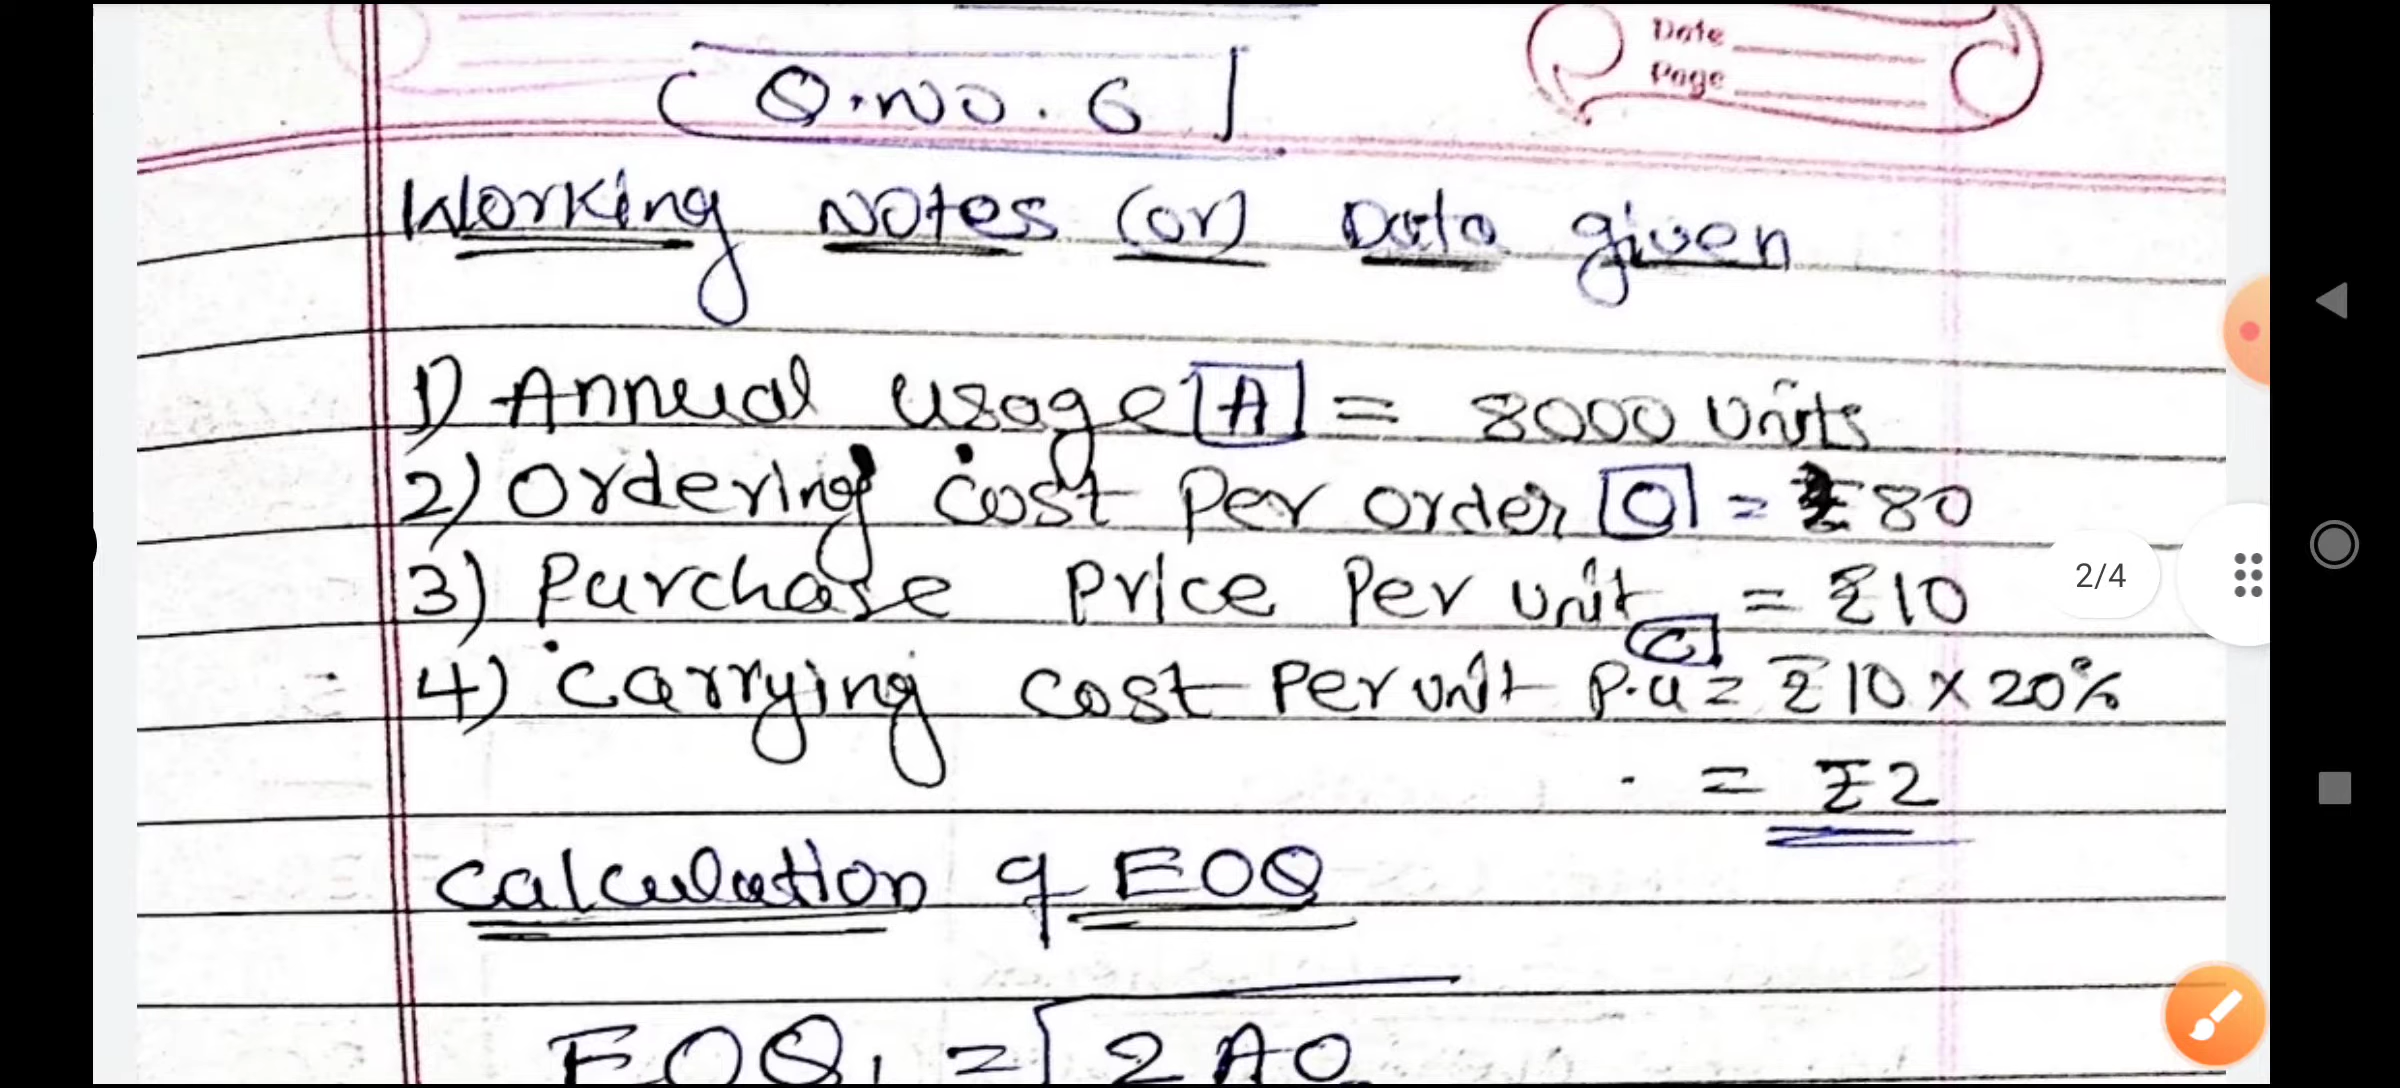 Date
Page
(Q.No.6]
Working Notes (or) Data given
1) Annual usage [A] = 8000 Units
2) Ordering cost Per order [O] = ₹80
3) Purchase Price Per unit = ₹10
4) Carrying cost Per unit P.a [C] = ₹10 x 20%
= ₹2
2/4
Calculation of EOQ
EOQ, = √2AO